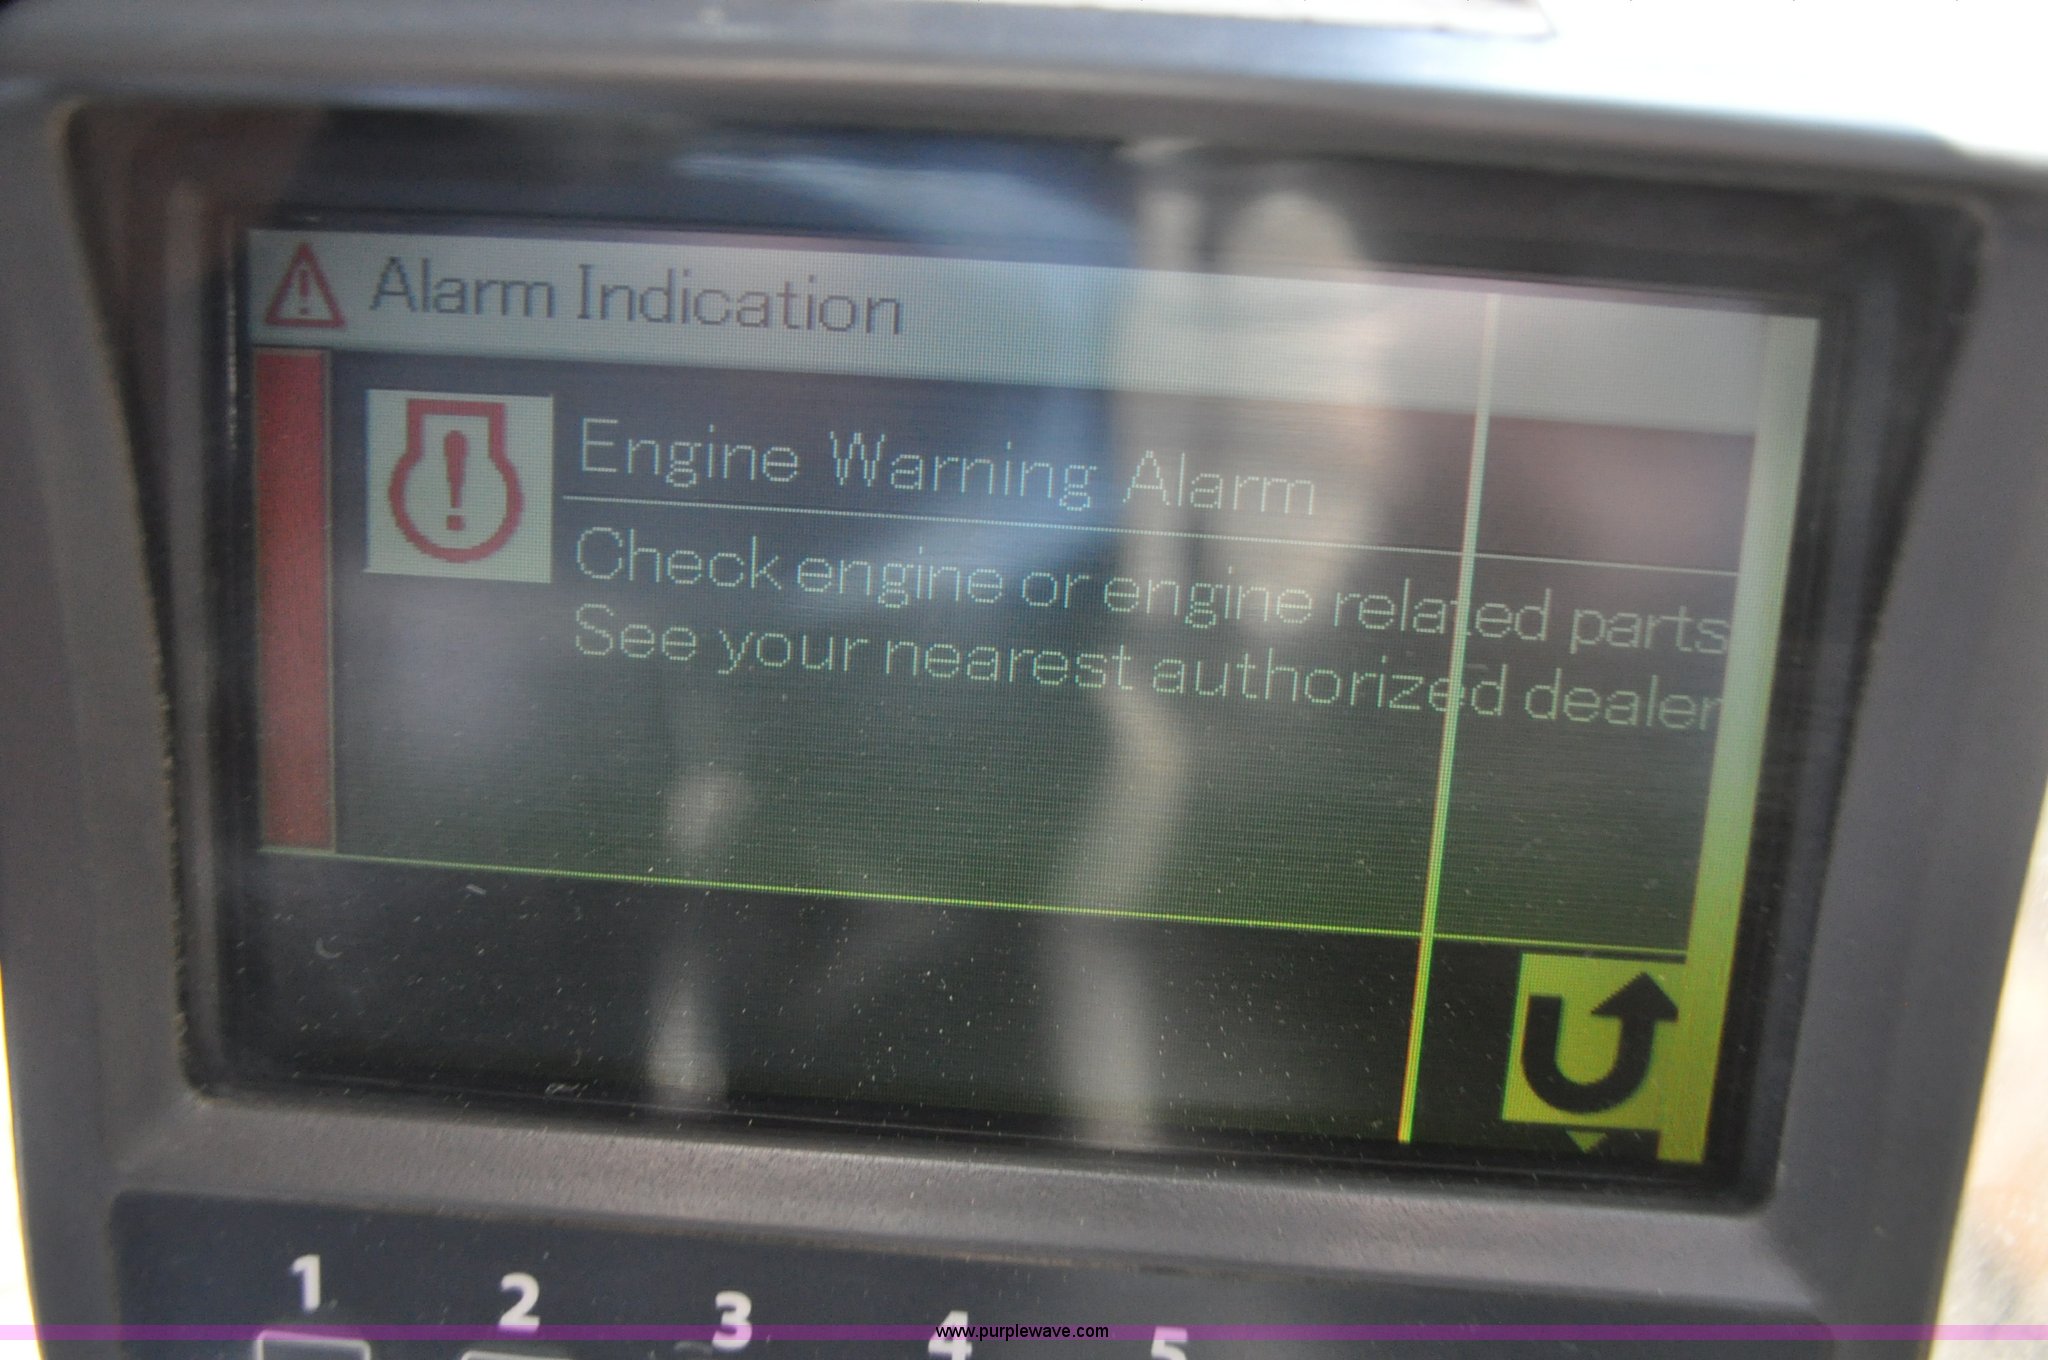 Alarm Indication
Engine Warning Alarm
Check engine or engine related parts
See your nearest authorized dealer
1 2 3 4 5
www.purplewave.com